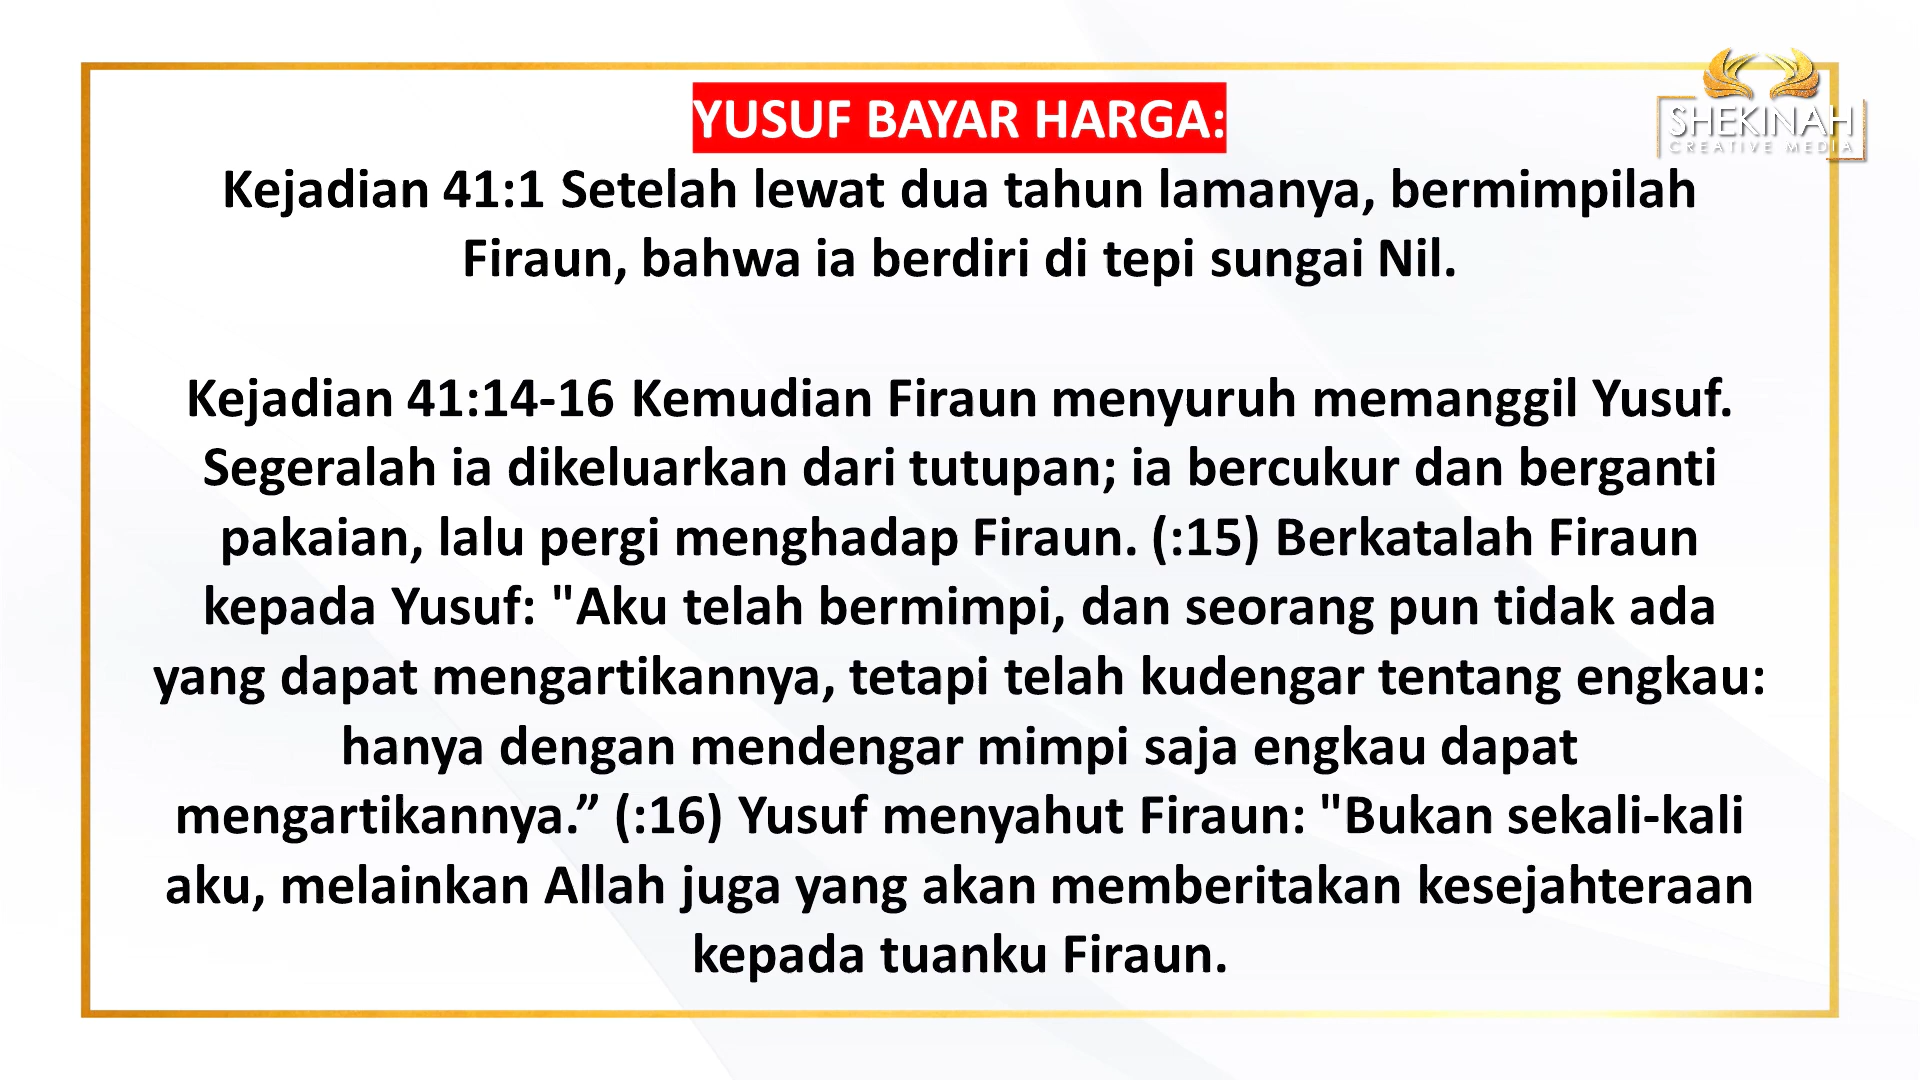 SHEKINAH
CREATIVE MEDIA
YUSUF BAYAR HARGA:
Kejadian 41:1 Setelah lewat dua tahun lamanya, bermimpilah
Firaun, bahwa ia berdiri di tepi sungai Nil.
Kejadian 41:14-16 Kemudian Firaun menyuruh memanggil Yusuf.
Segeralah ia dikeluarkan dari tutupan; ia bercukur dan berganti
pakaian, lalu pergi menghadap Firaun. (:15) Berkatalah Firaun
kepada Yusuf: "Aku telah bermimpi, dan seorang pun tidak ada
yang dapat mengartikannya, tetapi telah kudengar tentang engkau:
hanya dengan mendengar mimpi saja engkau dapat
mengartikannya.” (:16) Yusuf menyahut Firaun: "Bukan sekali-kali
aku, melainkan Allah juga yang akan memberitakan kesejahteraan
kepada tuanku Firaun.